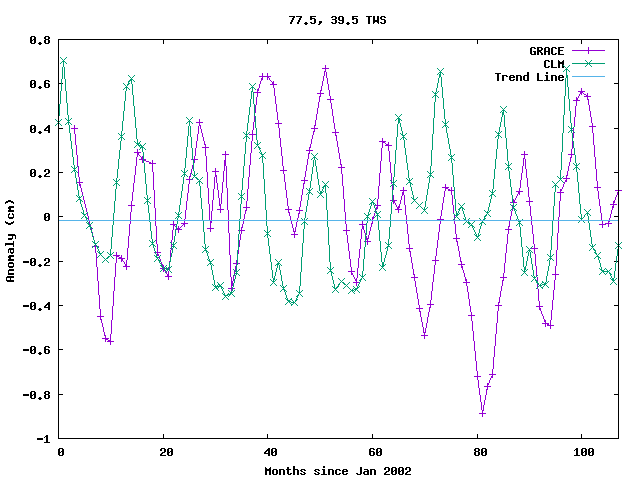 77.5, 39.5 TWS
GRACE
CLM
Trend Line
0.8
0.6
0.4
0.2
0
-0.2
-0.4
-0.6
-0.8
-1
Anomaly (cm)
0 20 40 60 80 100
Months since Jan 2002